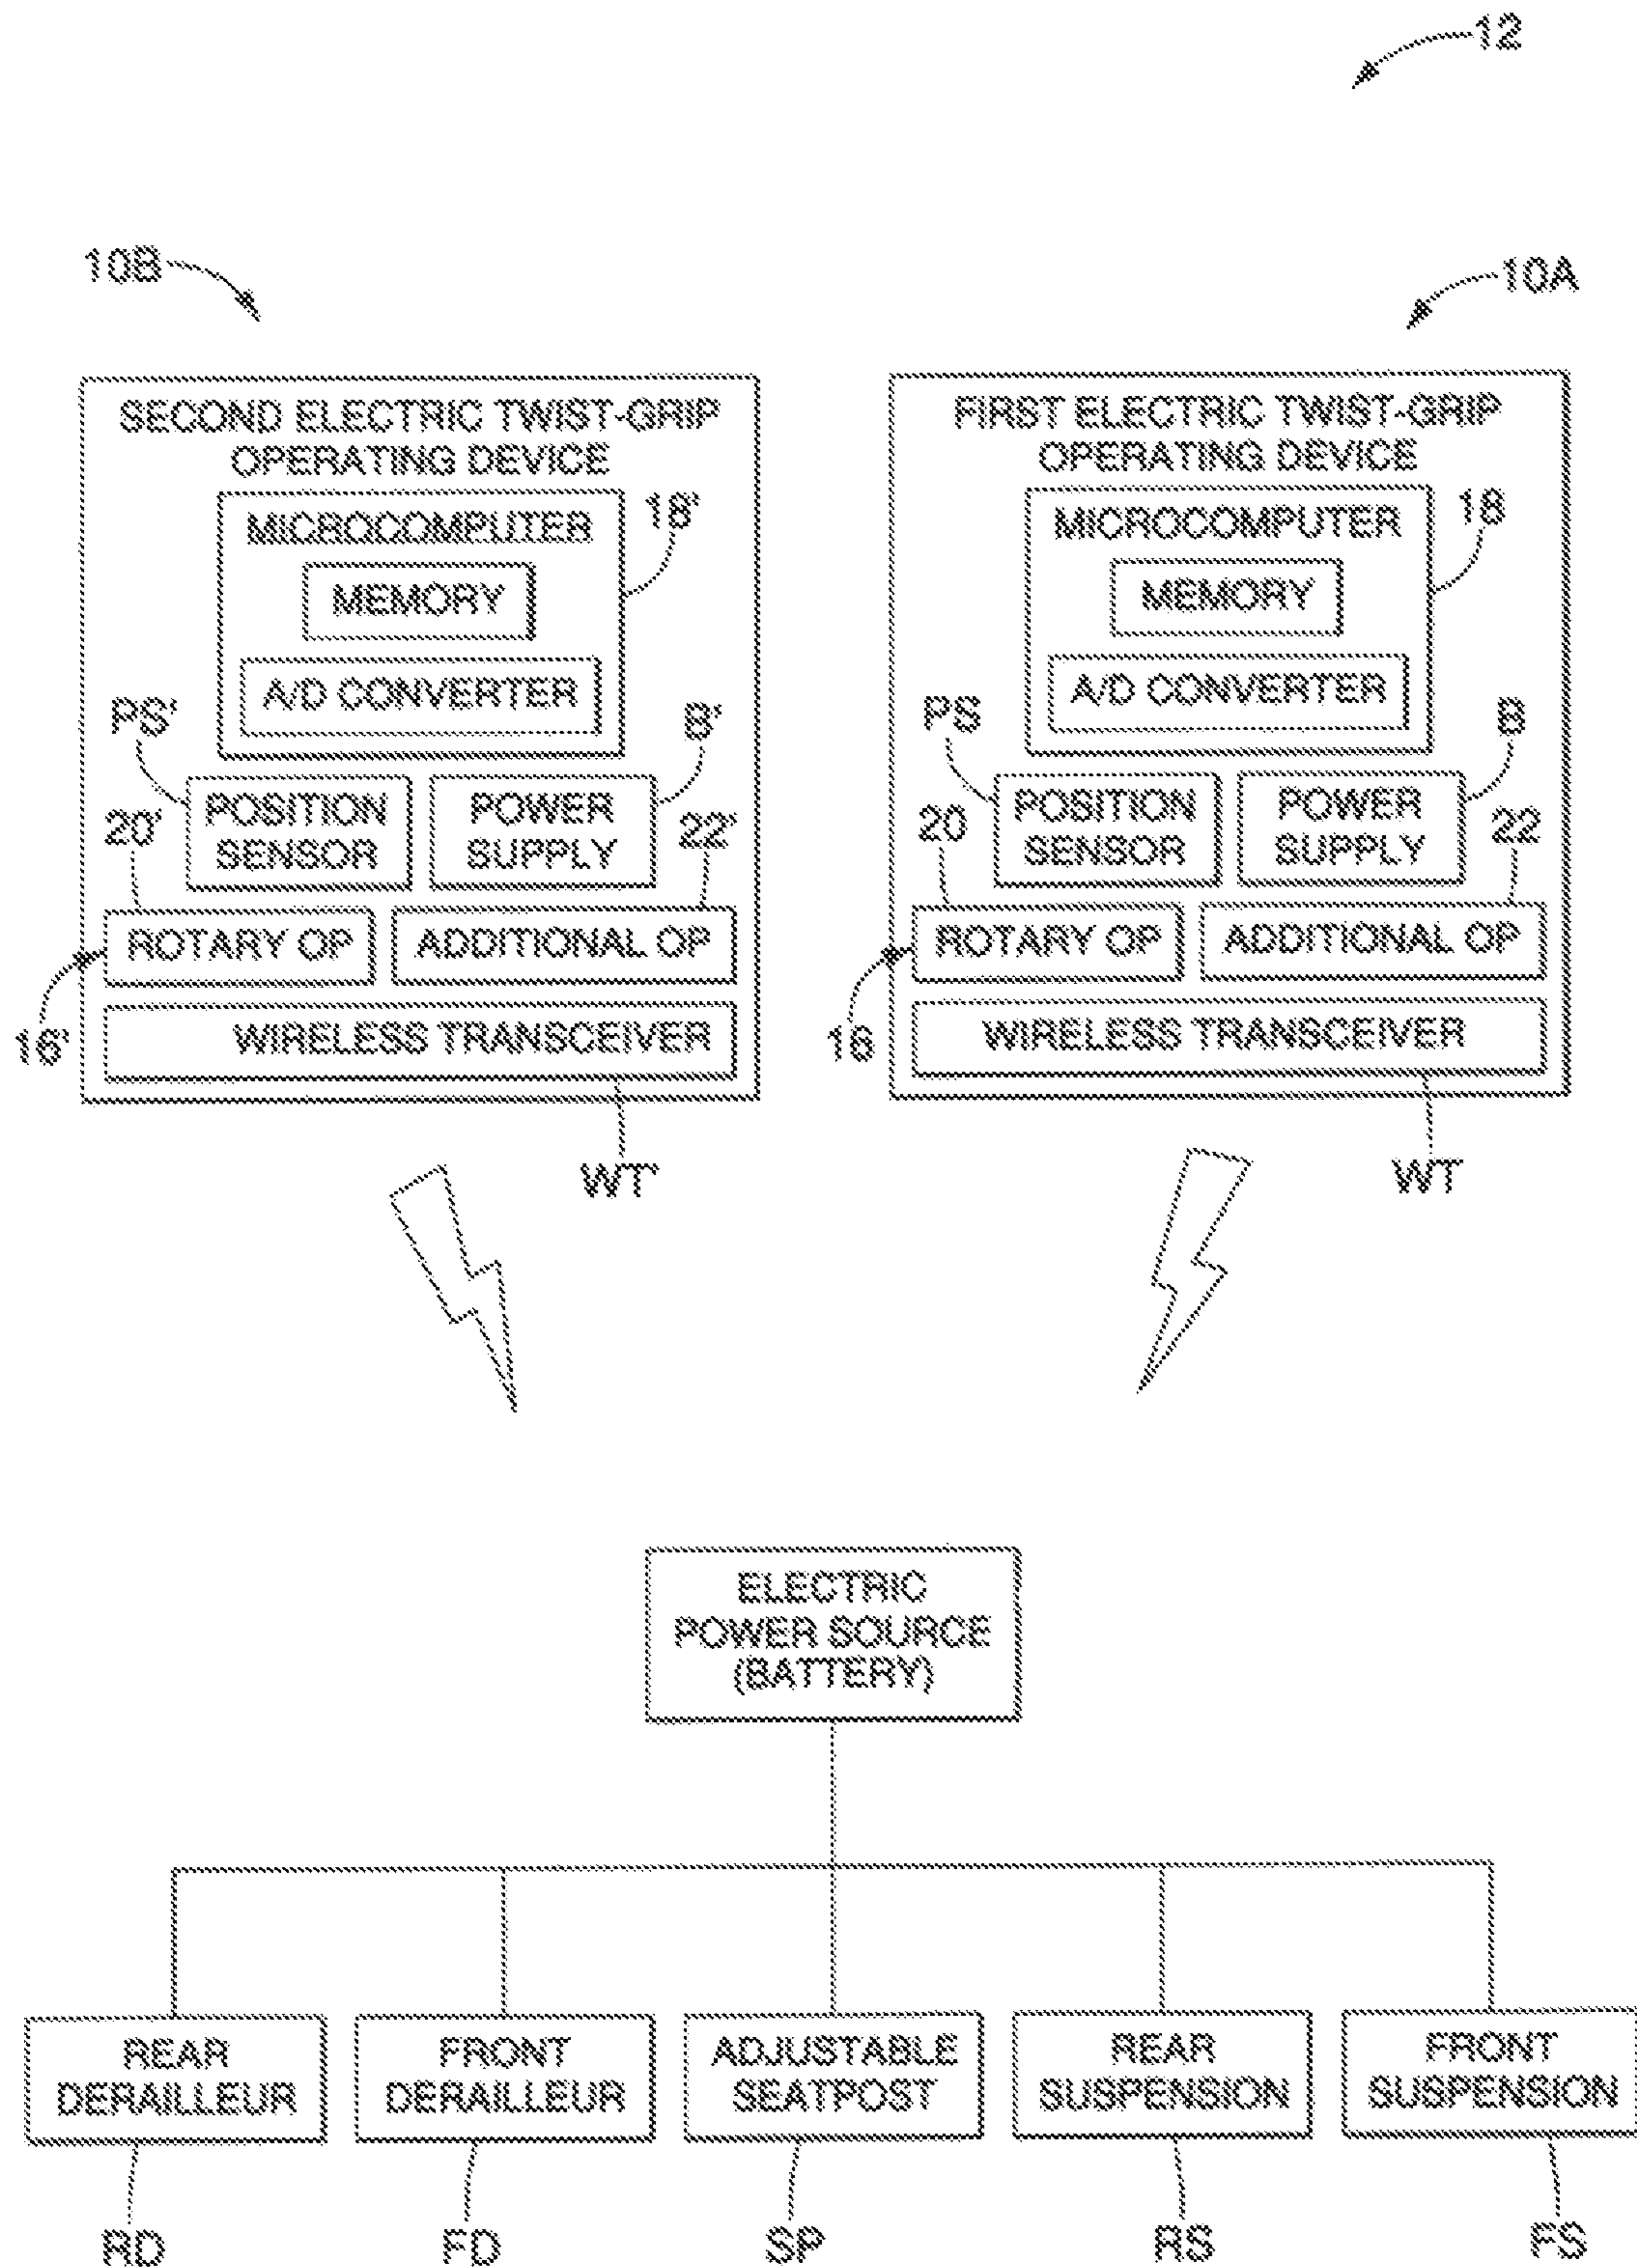 12
10B
10A
SECOND ELECTRIC TWIST-GRIP
OPERATING DEVICE
MICROCOMPUTER
18'
MEMORY
A/D CONVERTER
PS'
B'
POSITION
SENSOR
POWER
SUPPLY
20'
22'
ROTARY OP
ADDITIONAL OP
16'
WIRELESS TRANSCEIVER
WT'
FIRST ELECTRIC TWIST-GRIP
OPERATING DEVICE
MICROCOMPUTER
18
MEMORY
A/D CONVERTER
PS
B
POSITION
SENSOR
POWER
SUPPLY
20
22
ROTARY OP
ADDITIONAL OP
16
WIRELESS TRANSCEIVER
WT
ELECTRIC
POWER SOURCE
(BATTERY)
REAR
DERAILLEUR
FRONT
DERAILLEUR
ADJUSTABLE
SEATPOST
REAR
SUSPENSION
FRONT
SUSPENSION
RD
FD
SP
RS
FS